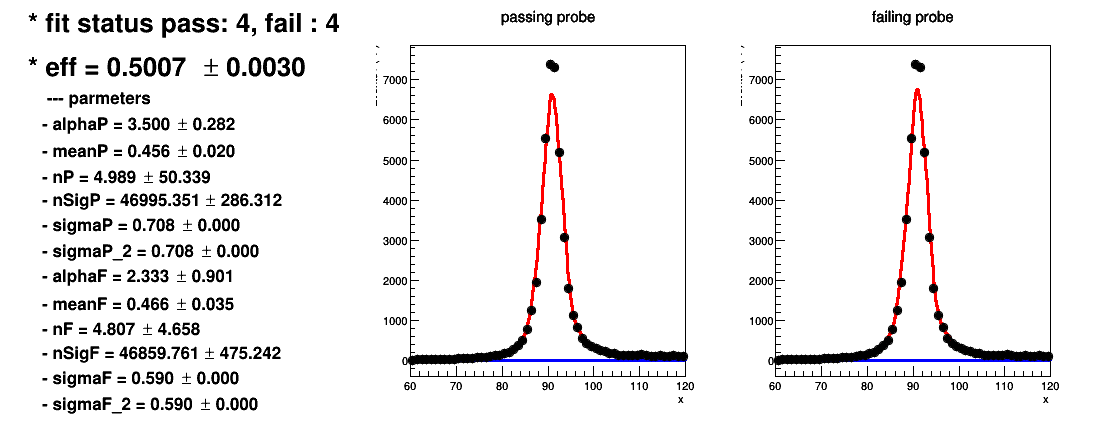 * fit status pass: 4, fail : 4
* eff = 0.5007 ± 0.0030
--- parmeters
- alphaP = 3.500 ± 0.282
- meanP = 0.456 ± 0.020
- nP = 4.989 ± 50.339
- nSigP = 46995.351 ± 286.312
- sigmaP = 0.708 ± 0.000
- sigmaP_2 = 0.708 ± 0.000
- alphaF = 2.333 ± 0.901
- meanF = 0.466 ± 0.035
- nF = 4.807 ± 4.658
- nSigF = 46859.761 ± 475.242
- sigmaF = 0.590 ± 0.000
- sigmaF_2 = 0.590 ± 0.000
passing probe
7000
6000
5000
4000
3000
2000
1000
0
60 70 80 90 100 110 120
x
failing probe
7000
6000
5000
4000
3000
2000
1000
0
60 70 80 90 100 110 120
x